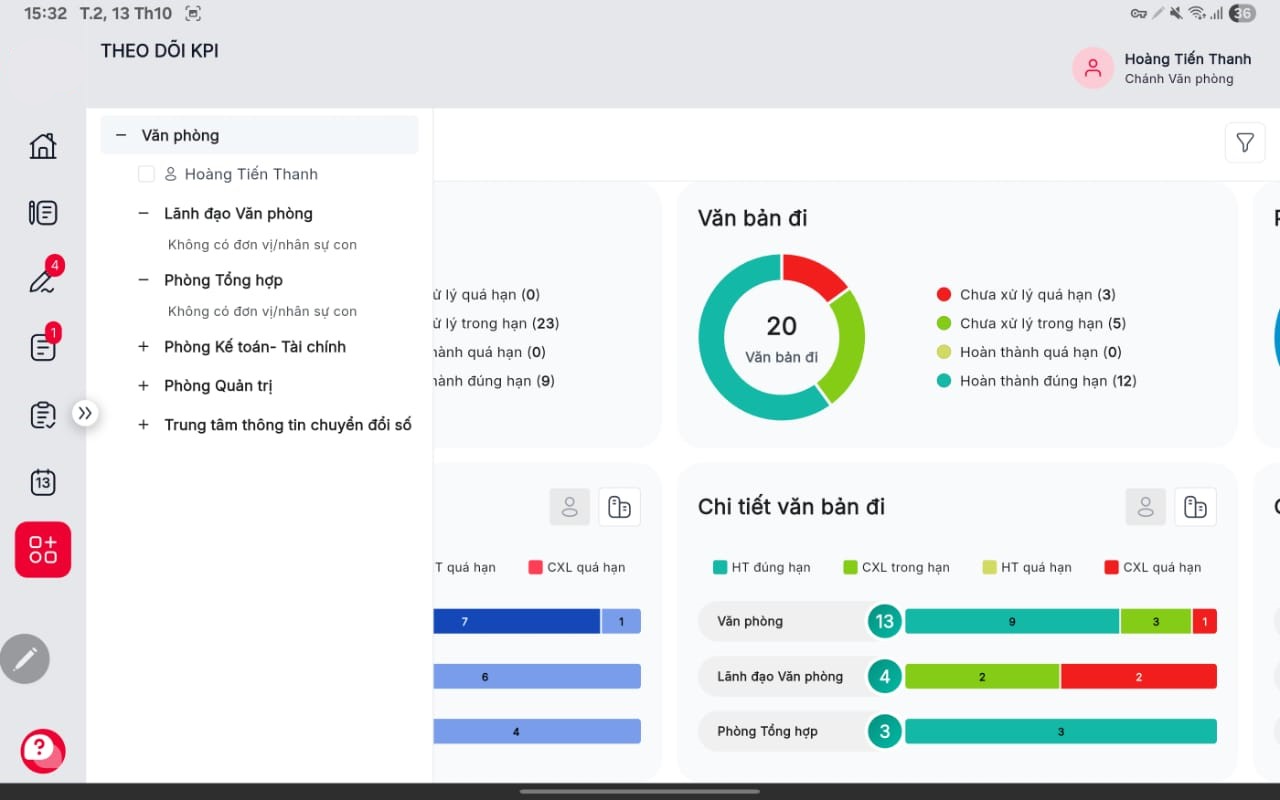 15:32 T.2, 13 Th10
36
THEO DÕI KPI
Hoàng Tiến Thanh
Chánh Văn phòng
Văn phòng
Hoàng Tiến Thanh
Lãnh đạo Văn phòng
Không có đơn vị/nhân sự con
Phòng Tổng hợp
Không có đơn vị/nhân sự con
Phòng Kế toán- Tài chính
Phòng Quản trị
Trung tâm thông tin chuyển đổi số
4
1
13
lý quá hạn (0)
lý trong hạn (23)
quá hạn (0)
đúng hạn (9)
Văn bản đi
20
Văn bản đi
Chưa xử lý quá hạn (3)
Chưa xử lý trong hạn (5)
Hoàn thành quá hạn (0)
Hoàn thành đúng hạn (12)
T quá hạn CXL quá hạn
7 1
6
4
Chi tiết văn bản đi
HT đúng hạn CXL trong hạn HT quá hạn CXL quá hạn
Văn phòng 13 9 3 1
Lãnh đạo Văn phòng 4 2 2
Phòng Tổng hợp 3 3
?